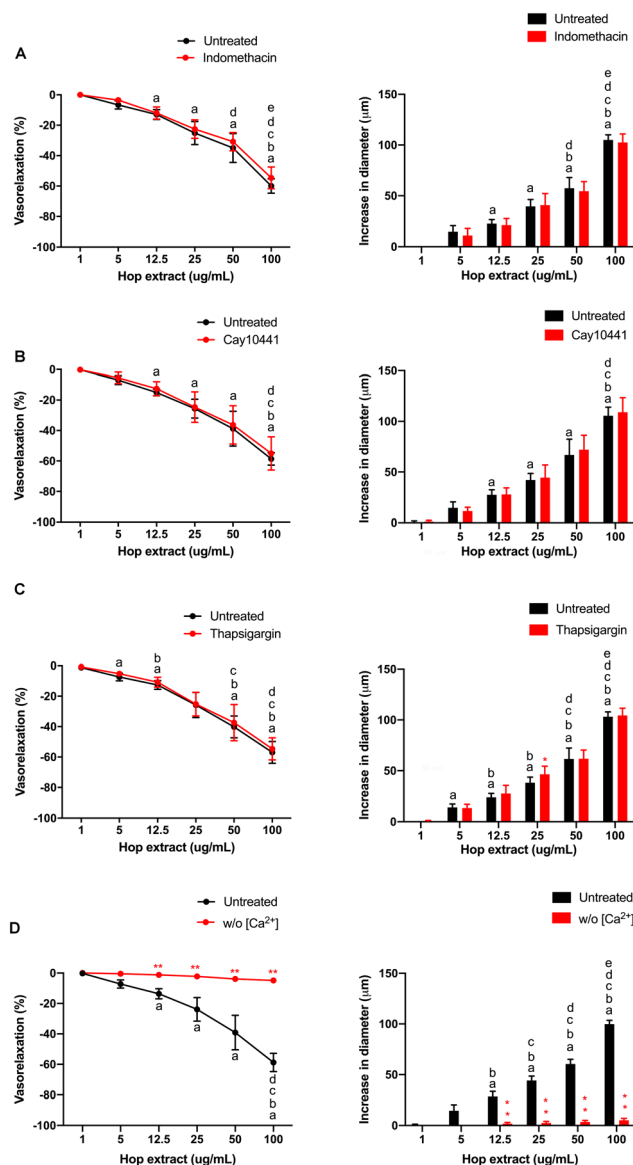 A
Untreated
Indomethacin
a
a
d
a
e
d
c
b
a
0
-20
-40
-60
-80
-100
Vasorelaxation (%)
1 5 12.5 25 50 100
Hop extract (ug/mL)
Untreated
Indomethacin
a
a
d
b
a
e
d
c
b
a
150
100
50
0
Increase in diameter (μm)
1 5 12.5 25 50 100
Hop extract (ug/mL)
B
Untreated
Cay10441
a
a
a
d
c
b
a
0
-20
-40
-60
-80
-100
Vasorelaxation (%)
1 5 12.5 25 50 100
Hop extract (ug/mL)
Untreated
Cay10441
a
a
a
d
c
b
a
150
100
50
0
Increase in diameter (μm)
1 5 12.5 25 50 100
Hop extract (ug/mL)
C
Untreated
Thapsigargin
a
b
a
c
b
a
d
c
b
a
0
-20
-40
-60
-80
-100
Vasorelaxation (%)
1 5 12.5 25 50 100
Hop extract (ug/mL)
Untreated
Thapsigargin
a
b
a
b
a
*
d
c
b
a
e
d
c
b
a
150
100
50
0
Increase in diameter (μm)
1 5 12.5 25 50 100
Hop extract (ug/mL)
D
Untreated
w/o [Ca²⁺]
** ** ** **
a
a
a
d
c
b
a
0
-20
-40
-60
-80
-100
Vasorelaxation (%)
1 5 12.5 25 50 100
Hop extract (ug/mL)
Untreated
w/o [Ca²⁺]
b
a
**
c
b
a
**
d
c
b
a
**
e
d
c
b
a
**
150
100
50
0
Increase in diameter (μm)
1 5 12.5 25 50 100
Hop extract (ug/mL)